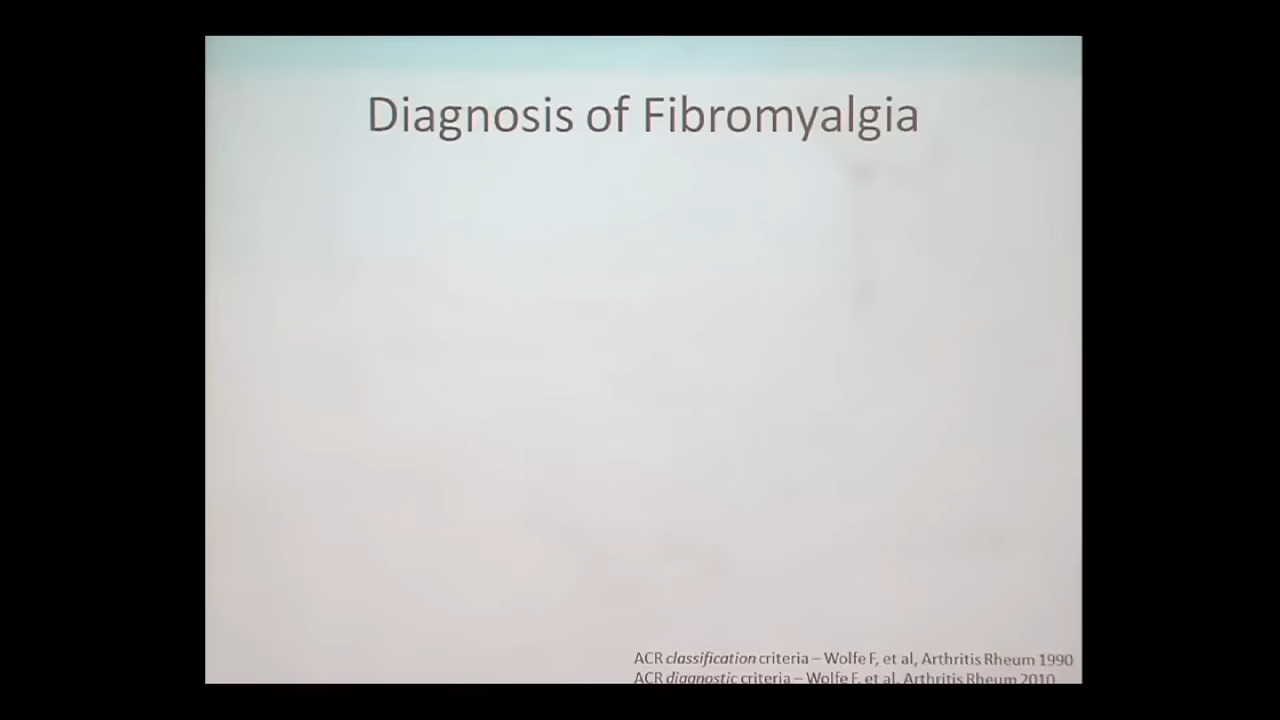 Diagnosis of Fibromyalgia
ACR classification criteria – Wolfe F, et al, Arthritis Rheum 1990
ACR diagnostic criteria – Wolfe F, et al, Arthritis Rheum 2010